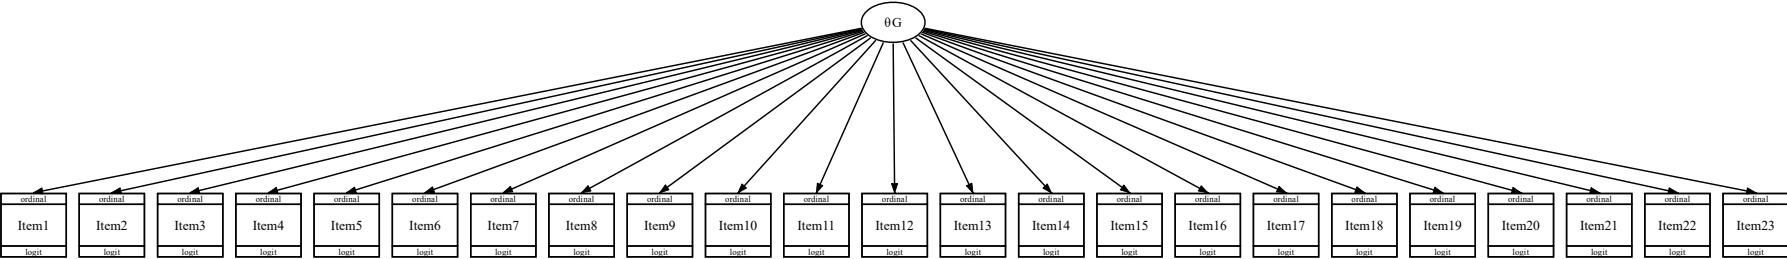 θG
ordinal ordinal ordinal ordinal ordinal ordinal ordinal ordinal ordinal ordinal ordinal ordinal ordinal ordinal ordinal ordinal ordinal ordinal ordinal ordinal ordinal ordinal ordinal
Item1 Item2 Item3 Item4 Item5 Item6 Item7 Item8 Item9 Item10 Item11 Item12 Item13 Item14 Item15 Item16 Item17 Item18 Item19 Item20 Item21 Item22 Item23
logit logit logit logit logit logit logit logit logit logit logit logit logit logit logit logit logit logit logit logit logit logit logit